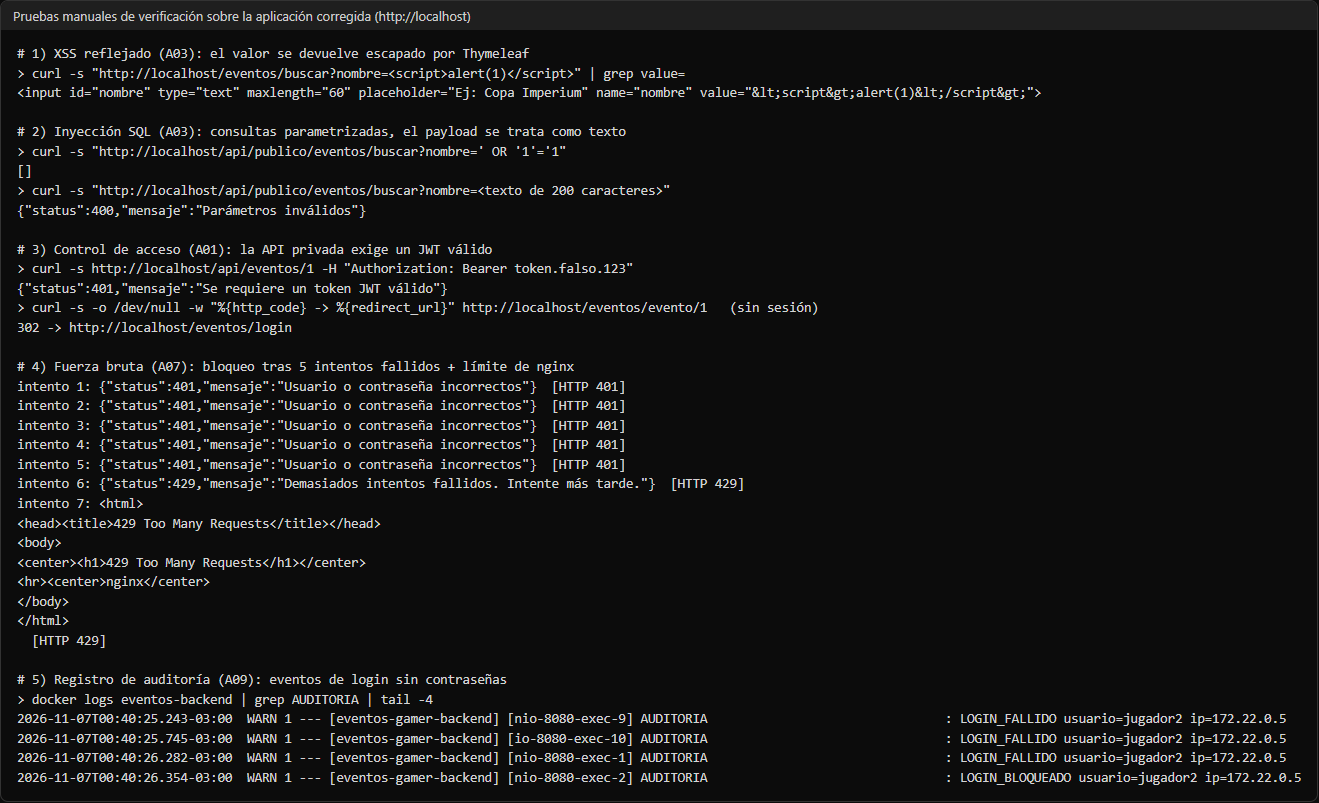 Pruebas manuales de verificación sobre la aplicación corregida (http://localhost)
# 1) XSS reflejado (A03): el valor se devuelve escapado por Thymeleaf
> curl -s "http://localhost/eventos/buscar?nombre=<script>alert(1)</script>" | grep value=
<input id="nombre" type="text" maxlength="60" placeholder="Ej: Copa Imperium" name="nombre" value="&lt;script&gt;alert(1)&lt;/script&gt;">
# 2) Inyección SQL (A03): consultas parametrizadas, el payload se trata como texto
> curl -s "http://localhost/api/publico/eventos/buscar?nombre=' OR '1'='1"
[]
> curl -s "http://localhost/api/publico/eventos/buscar?nombre=<texto de 200 caracteres>"
{"status":400,"mensaje":"Parámetros inválidos"}
# 3) Control de acceso (A01): la API privada exige un JWT válido
> curl -s http://localhost/api/eventos/1 -H "Authorization: Bearer token.falso.123"
{"status":401,"mensaje":"Se requiere un token JWT válido"}
> curl -s -o /dev/null -w "%{http_code} -> %{redirect_url}" http://localhost/eventos/evento/1   (sin sesión)
302 -> http://localhost/eventos/login
# 4) Fuerza bruta (A07): bloqueo tras 5 intentos fallidos + límite de nginx
intento 1: {"status":401,"mensaje":"Usuario o contraseña incorrectos"}  [HTTP 401]
intento 2: {"status":401,"mensaje":"Usuario o contraseña incorrectos"}  [HTTP 401]
intento 3: {"status":401,"mensaje":"Usuario o contraseña incorrectos"}  [HTTP 401]
intento 4: {"status":401,"mensaje":"Usuario o contraseña incorrectos"}  [HTTP 401]
intento 5: {"status":401,"mensaje":"Usuario o contraseña incorrectos"}  [HTTP 401]
intento 6: {"status":429,"mensaje":"Demasiados intentos fallidos. Intente más tarde."}  [HTTP 429]
intento 7: <html>
<head><title>429 Too Many Requests</title></head>
<body>
<center><h1>429 Too Many Requests</h1></center>
<hr><center>nginx</center>
</body>
</html>
  [HTTP 429]
# 5) Registro de auditoría (A09): eventos de login sin contraseñas
> docker logs eventos-backend | grep AUDITORIA | tail -4
2026-11-07T00:40:25.243-03:00  WARN 1 --- [eventos-gamer-backend] [nio-8080-exec-9] AUDITORIA                                : LOGIN_FALLIDO usuario=jugador2 ip=172.22.0.5
2026-11-07T00:40:25.745-03:00  WARN 1 --- [eventos-gamer-backend] [io-8080-exec-10] AUDITORIA                                : LOGIN_FALLIDO usuario=jugador2 ip=172.22.0.5
2026-11-07T00:40:26.282-03:00  WARN 1 --- [eventos-gamer-backend] [nio-8080-exec-1] AUDITORIA                                : LOGIN_FALLIDO usuario=jugador2 ip=172.22.0.5
2026-11-07T00:40:26.354-03:00  WARN 1 --- [eventos-gamer-backend] [nio-8080-exec-2] AUDITORIA                                : LOGIN_BLOQUEADO usuario=jugador2 ip=172.22.0.5